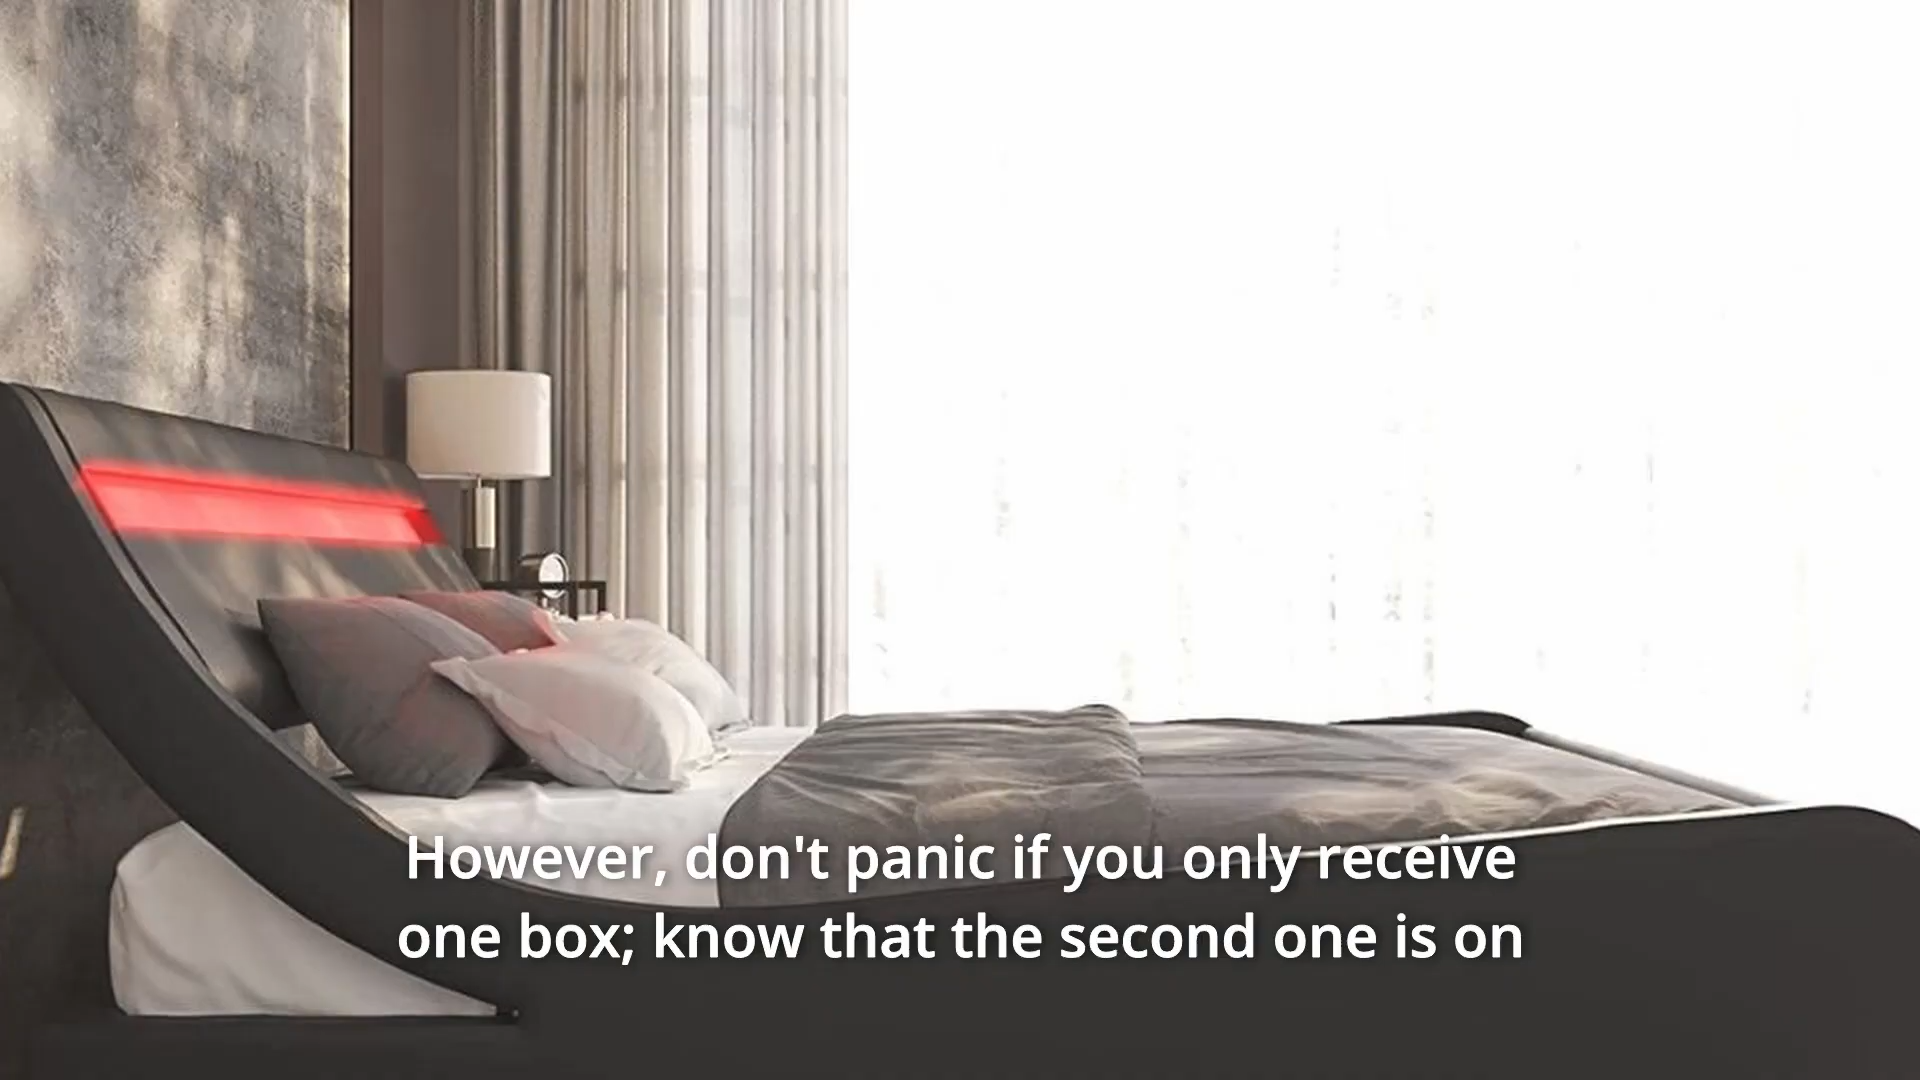 However, don't panic if you only receive
one box; know that the second one is on